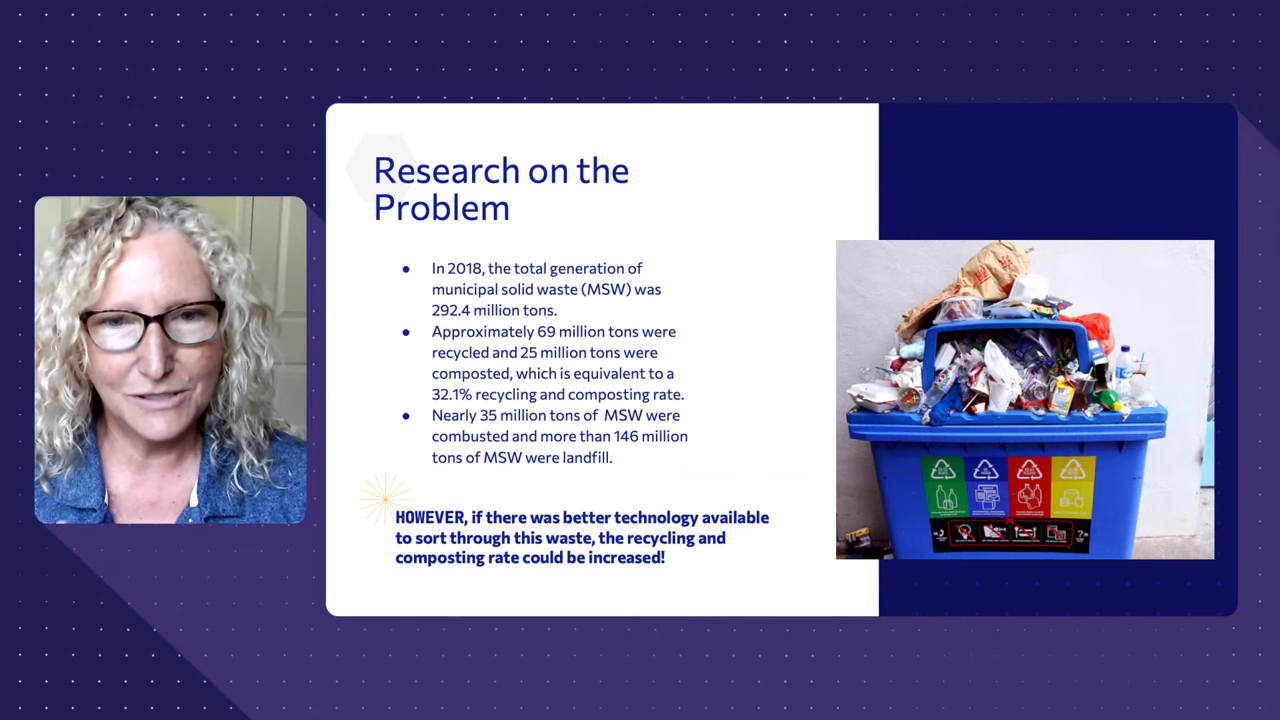 Research on the
Problem
● In 2018, the total generation of
municipal solid waste (MSW) was
292.4 million tons.
● Approximately 69 million tons were
recycled and 25 million tons were
composted, which is equivalent to a
32.1% recycling and composting rate.
● Nearly 35 million tons of MSW were
combusted and more than 146 million
tons of MSW were landfill.
HOWEVER, if there was better technology available
to sort through this waste, the recycling and
composting rate could be increased!